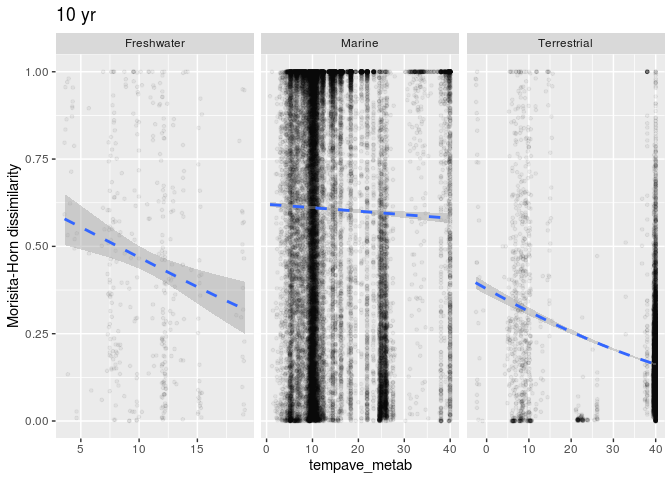 10 yr
Freshwater Marine Terrestrial
Morisita-Horn dissimilarity
1.00
0.75
0.50
0.25
0.00
5 10 15 0 10 20 30 40 0 10 20 30 40
tempave_metab